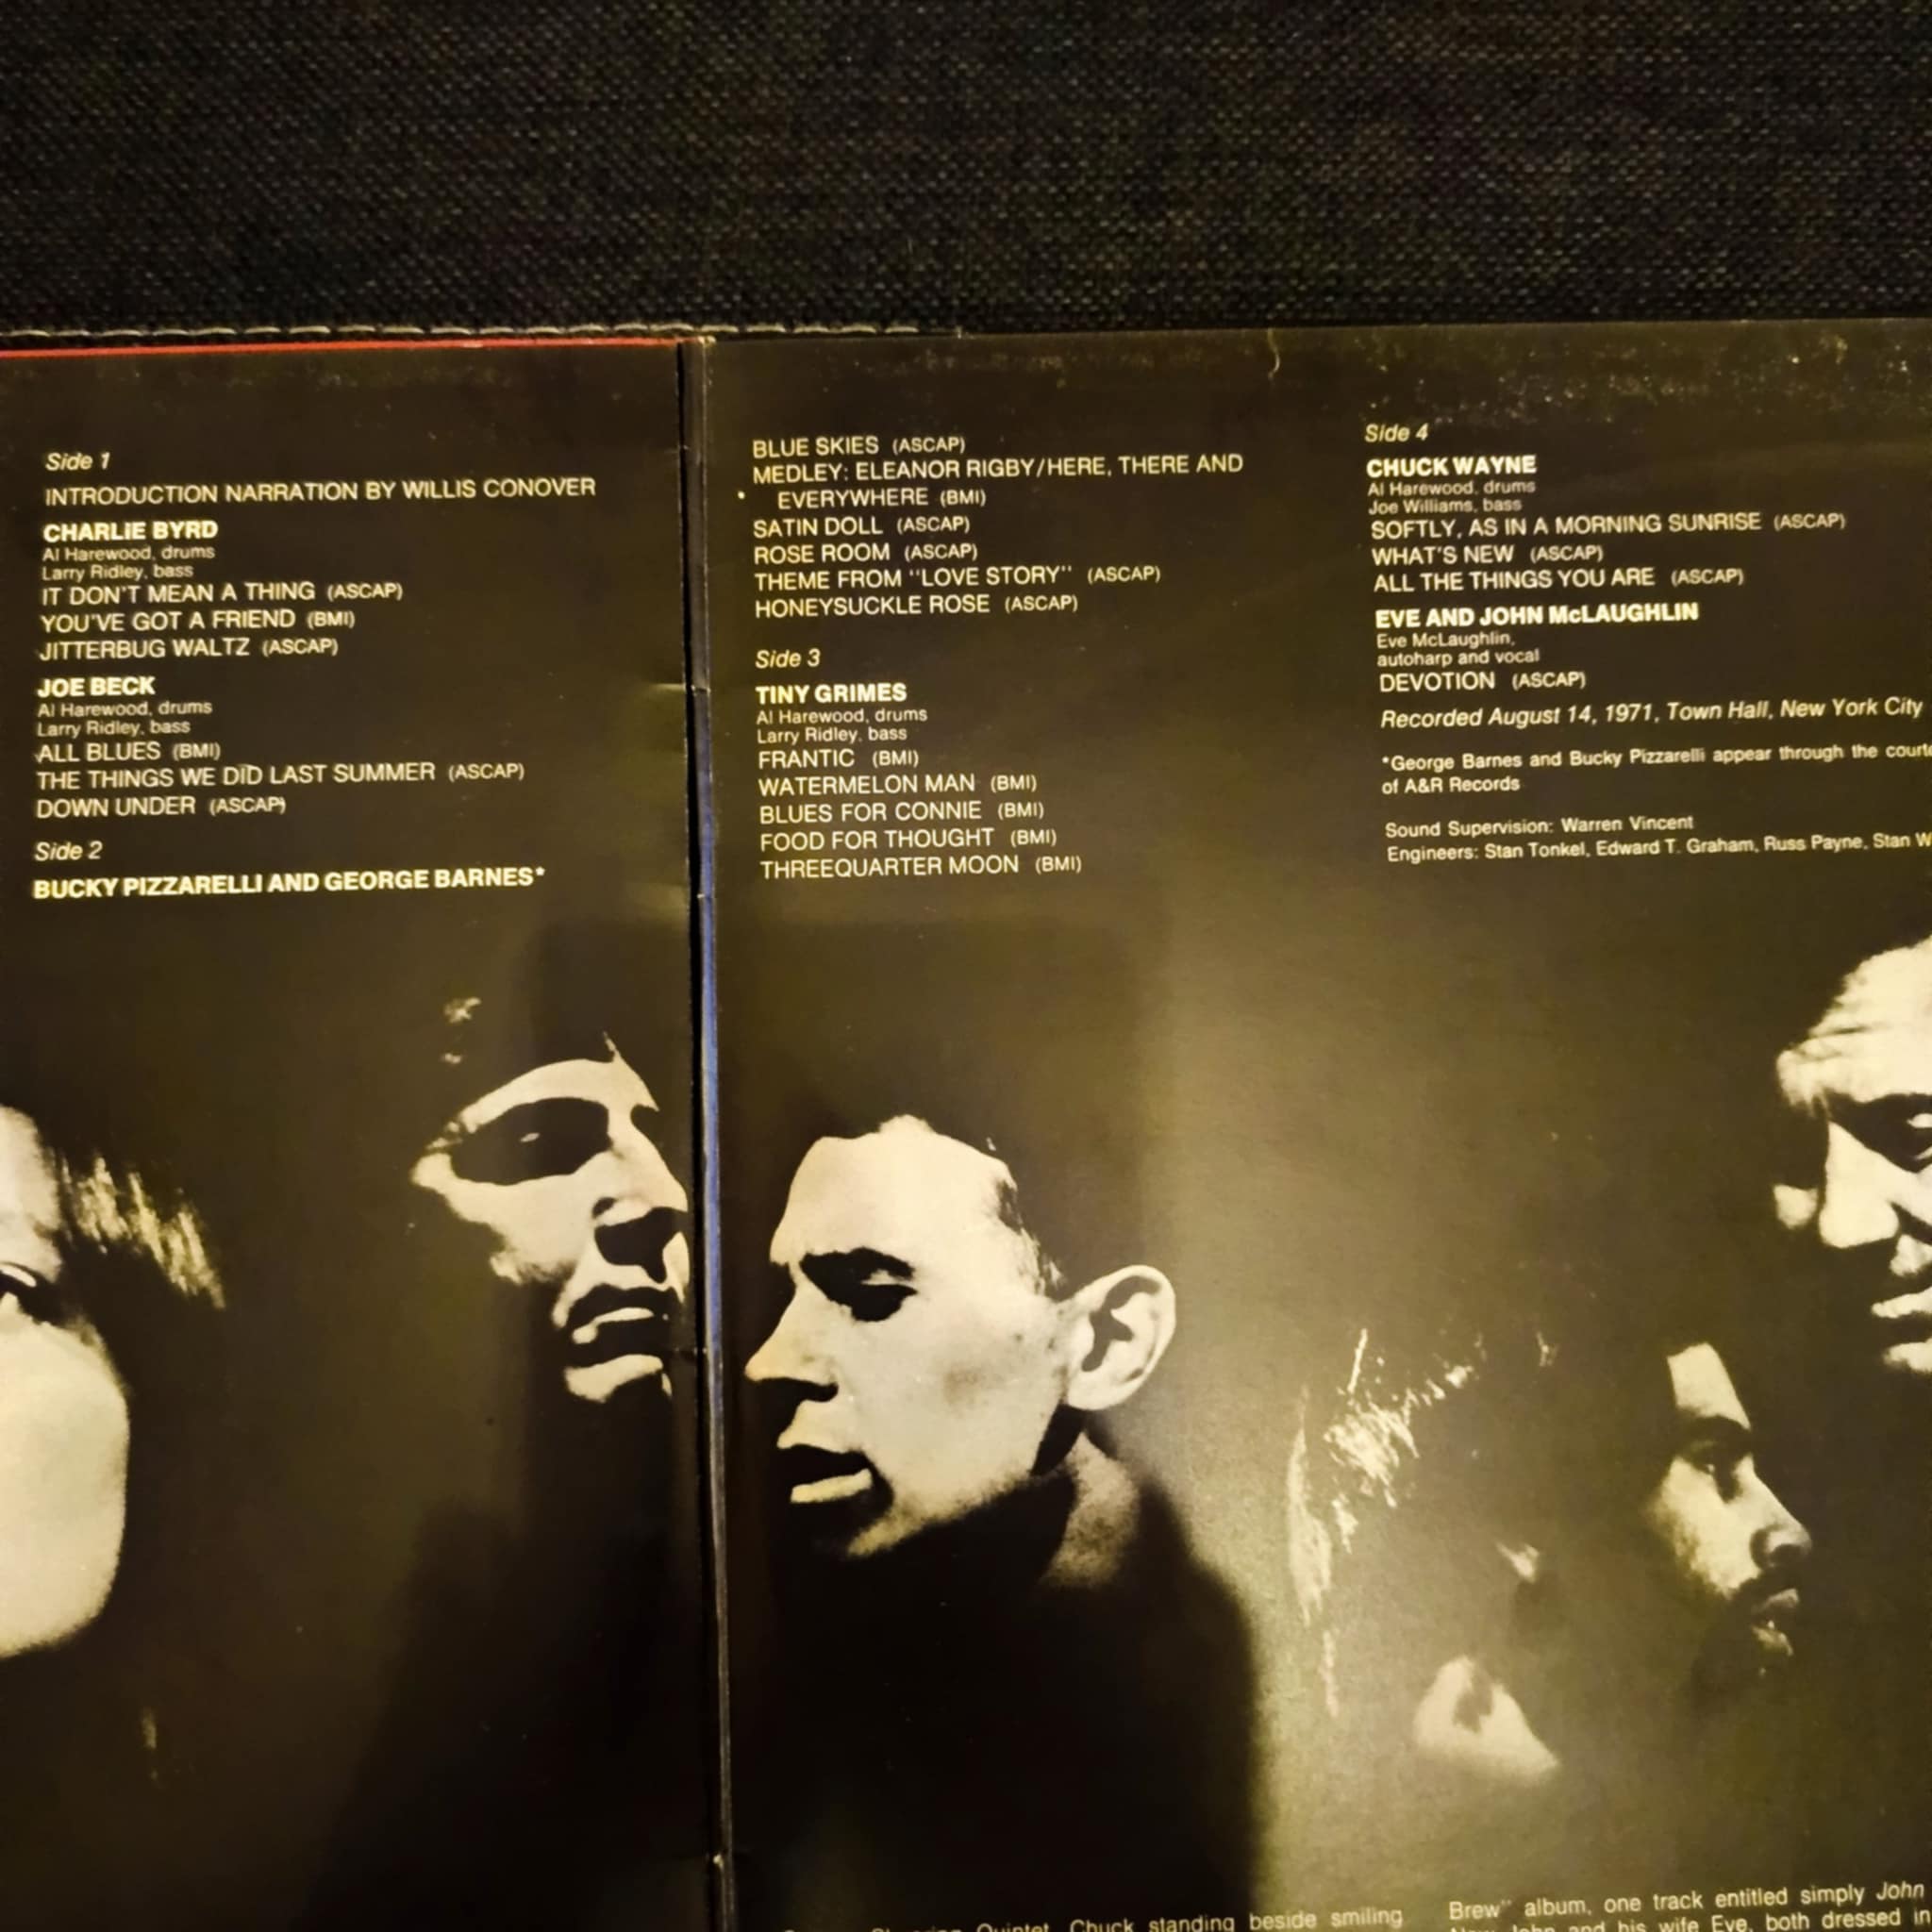 Side 1
INTRODUCTION NARRATION BY WILLIS CONOVER
CHARLIE BYRD
Al Harewood, drums
Larry Ridley, bass
IT DON'T MEAN A THING (ASCAP)
YOU'VE GOT A FRIEND (BMI)
JITTERBUG WALTZ (ASCAP)
JOE BECK
Al Harewood, drums
Larry Ridley, bass
ALL BLUES (BMI)
THE THINGS WE DID LAST SUMMER (ASCAP)
DOWN UNDER (ASCAP)
Side 2
BUCKY PIZZARELLI AND GEORGE BARNES*
BLUE SKIES (ASCAP)
MEDLEY: ELEANOR RIGBY/HERE, THERE AND
EVERYWHERE (BMI)
SATIN DOLL (ASCAP)
ROSE ROOM (ASCAP)
THEME FROM "LOVE STORY" (ASCAP)
HONEYSUCKLE ROSE (ASCAP)
Side 3
TINY GRIMES
Al Harewood, drums
Larry Ridley, bass
FRANTIC (BMI)
WATERMELON MAN (BMI)
BLUES FOR CONNIE (BMI)
FOOD FOR THOUGHT (BMI)
THREEQUARTER MOON (BMI)
Side 4
CHUCK WAYNE
Al Harewood, drums
Joe Williams, bass
SOFTLY, AS IN A MORNING SUNRISE (ASCAP)
WHAT'S NEW (ASCAP)
ALL THE THINGS YOU ARE (ASCAP)
EVE AND JOHN McLAUGHLIN
Eve McLaughlin,
autoharp and vocal
DEVOTION (ASCAP)
Recorded August 14, 1971, Town Hall, New York City
*George Barnes and Bucky Pizzarelli appear through the
of A&R Records
Sound Supervision: Warren Vincent
Engineers: Stan Tonkel, Edward T. Graham, Russ Payne, Stan
Quintet, Chuck standing beside smiling
Brew" album, one track entitled simply John
John and his wife Eve, both dressed